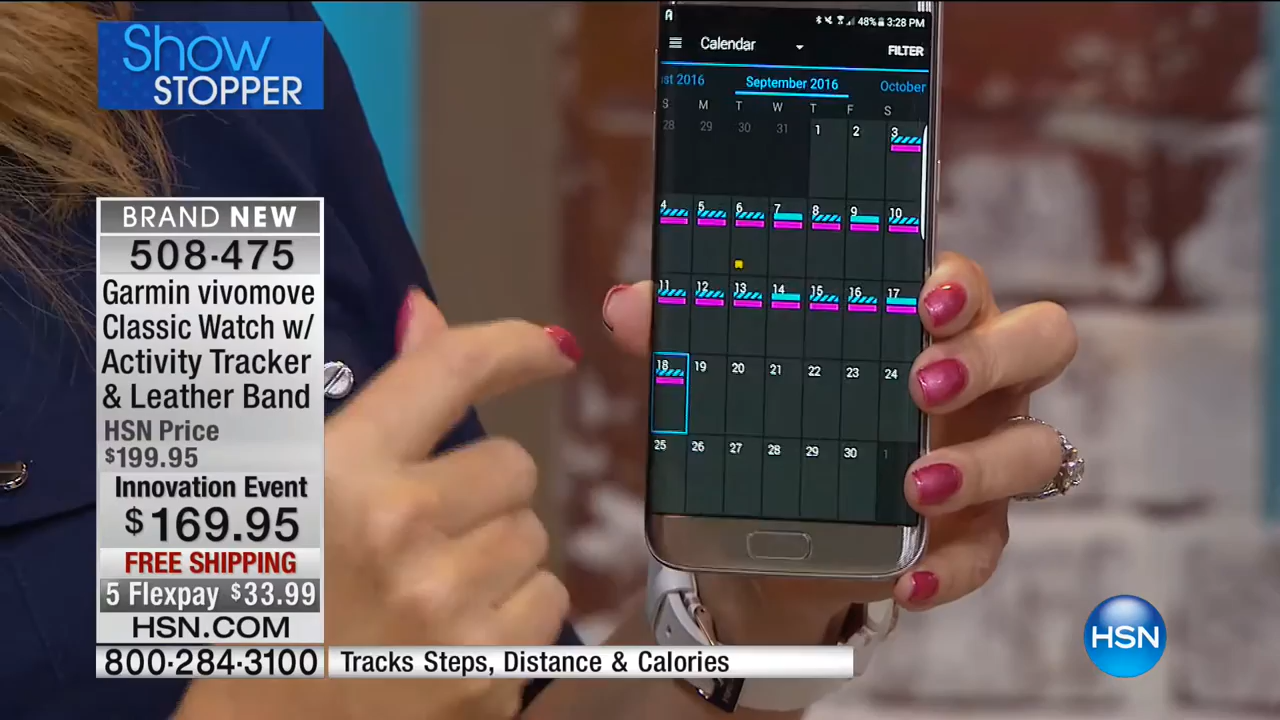 Show
STOPPER
BRAND NEW
508-475
Garmin vivomove
Classic Watch w/
Activity Tracker
& Leather Band
HSN Price
$199.95
Innovation Event
$169.95
FREE SHIPPING
5 Flexpay $33.99
HSN.COM
800-284-3100
Tracks Steps, Distance & Calories
HSN
A 48% 3:28 PM
Calendar FILTER
st 2016 September 2016 October
S M T W T F S
28 29 30 31 1 2 3
4 5 6 7 8 9 10
11 12 13 14 15 16 17
18 19 20 21 22 23 24
25 26 27 28 29 30 1